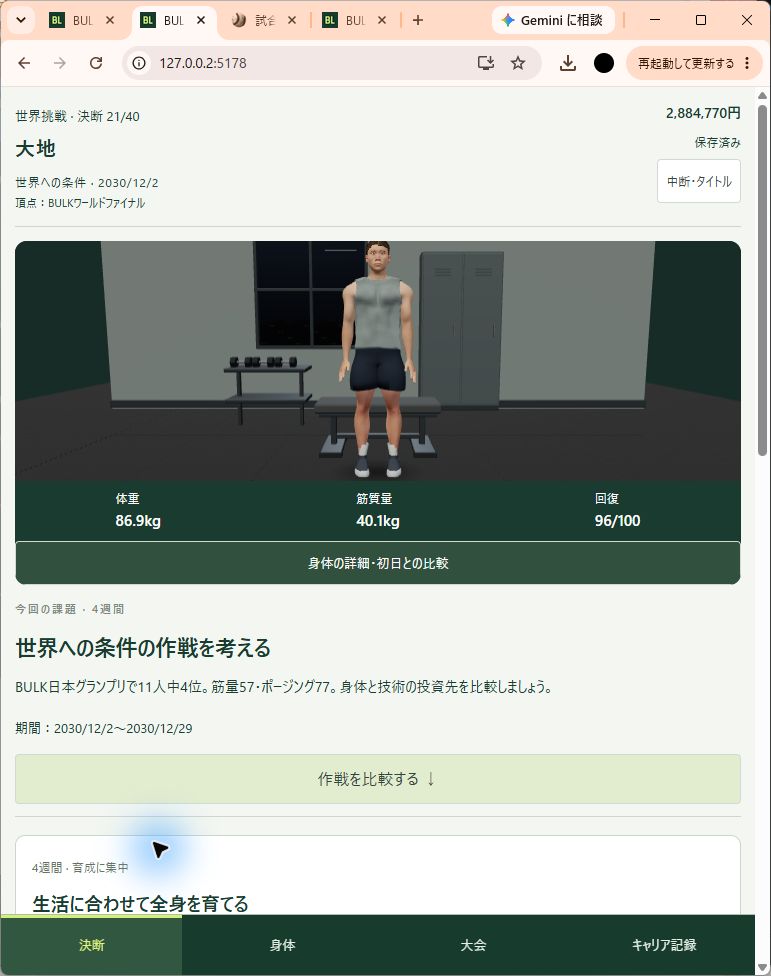 BL BUL
BL BUL
試合
BL BUL
Gemini に相談
127.0.0.2:5178
再起動して更新する
世界挑戦・決断 21/40
2,884,770円
大地
保存済み
世界への条件・2030/12/2
中断・タイトル
頂点：BULKワールドファイナル
体重
筋質量
回復
86.9kg
40.1kg
96/100
身体の詳細・初日との比較
今回の課題・4週間
世界への条件の作戦を考える
BULK日本グランプリで11人中4位。筋量57・ポージング77。身体と技術の投資先を比較しましょう。
期間：2030/12/2～2030/12/29
作戦を比較する ↓
4週間・育成に集中
生活に合わせて全身を育てる
決断
身体
大会
キャリア記録